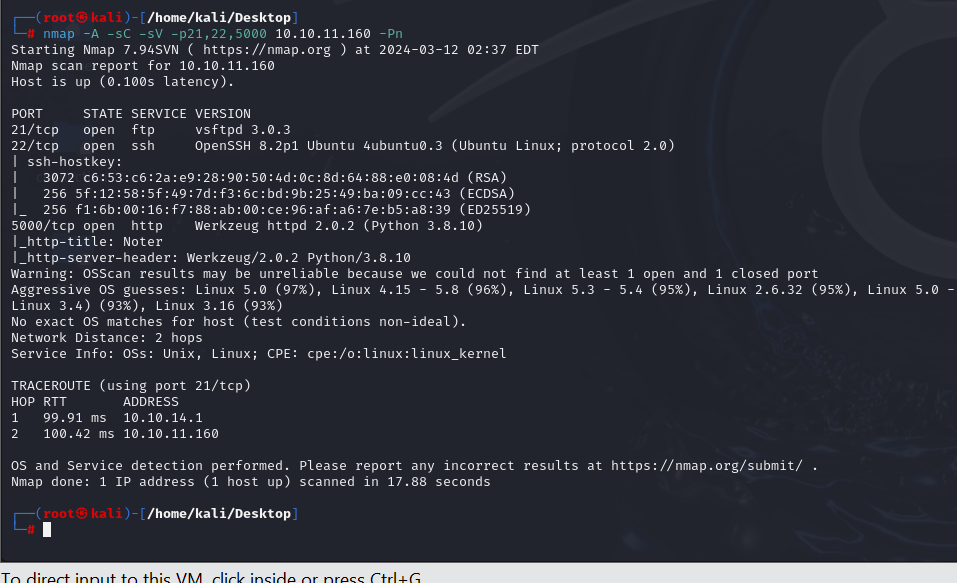 ┌──(root㉿kali)-[/home/kali/Desktop]
└─# nmap -A -sC -sV -p21,22,5000 10.10.11.160 -Pn
Starting Nmap 7.94SVN ( https://nmap.org ) at 2024-03-12 02:37 EDT
Nmap scan report for 10.10.11.160
Host is up (0.100s latency).
PORT     STATE SERVICE VERSION
21/tcp   open  ftp     vsftpd 3.0.3
22/tcp   open  ssh     OpenSSH 8.2p1 Ubuntu 4ubuntu0.3 (Ubuntu Linux; protocol 2.0)
| ssh-hostkey:
|   3072 c6:53:c6:2a:e9:28:90:50:4d:0c:8d:64:88:e0:08:4d (RSA)
|   256 5f:12:58:5f:49:7d:f3:6c:bd:9b:25:49:ba:09:cc:43 (ECDSA)
|_  256 f1:6b:00:16:f7:88:ab:00:ce:96:af:a6:7e:b5:a8:39 (ED25519)
5000/tcp open  http    Werkzeug httpd 2.0.2 (Python 3.8.10)
|_http-title: Noter
|_http-server-header: Werkzeug/2.0.2 Python/3.8.10
Warning: OSScan results may be unreliable because we could not find at least 1 open and 1 closed port
Aggressive OS guesses: Linux 5.0 (97%), Linux 4.15 - 5.8 (96%), Linux 5.3 - 5.4 (95%), Linux 2.6.32 (95%), Linux 5.0 -
Linux 3.4) (93%), Linux 3.16 (93%)
No exact OS matches for host (test conditions non-ideal).
Network Distance: 2 hops
Service Info: OSs: Unix, Linux; CPE: cpe:/o:linux:linux_kernel
TRACEROUTE (using port 21/tcp)
HOP RTT       ADDRESS
1   99.91 ms  10.10.14.1
2   100.42 ms 10.10.11.160
OS and Service detection performed. Please report any incorrect results at https://nmap.org/submit/ .
Nmap done: 1 IP address (1 host up) scanned in 17.88 seconds
┌──(root㉿kali)-[/home/kali/Desktop]
└─#
To direct input to this VM, click inside or press Ctrl+G.